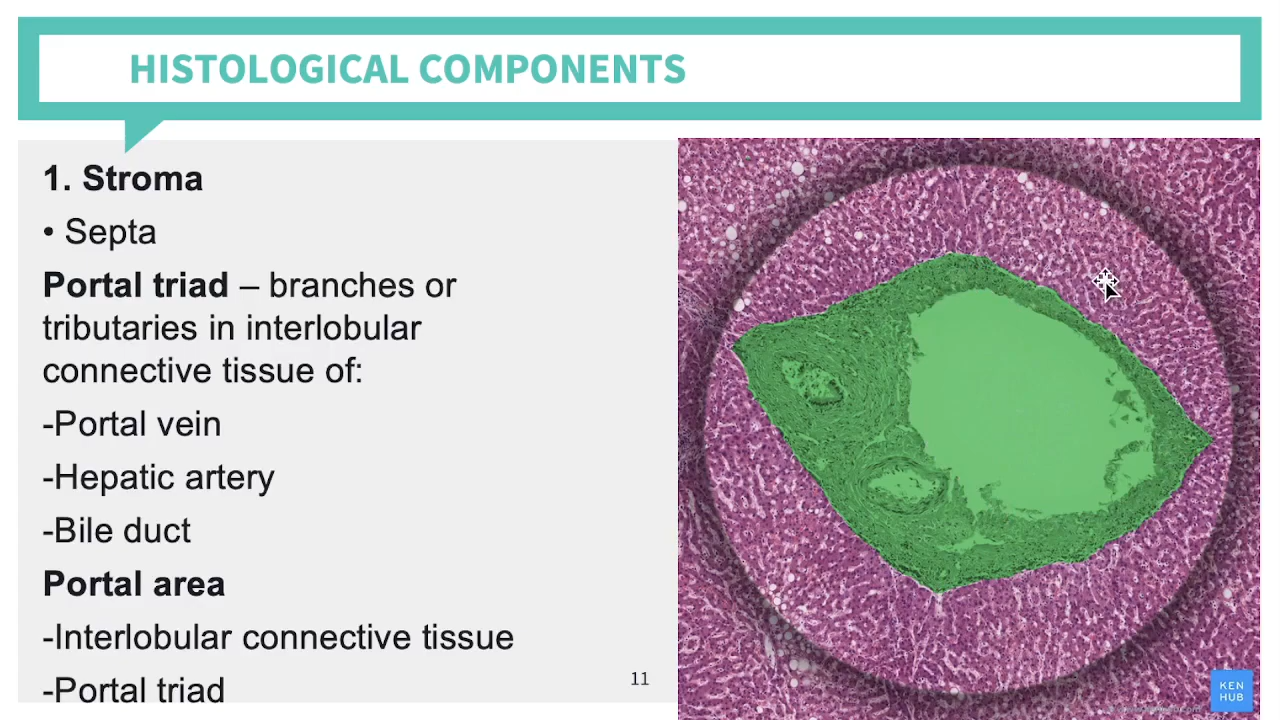 HISTOLOGICAL COMPONENTS
1. Stroma
• Septa
Portal triad – branches or
tributaries in interlobular
connective tissue of:
-Portal vein
-Hepatic artery
-Bile duct
Portal area
-Interlobular connective tissue
-Portal triad
11
KEN
HUB